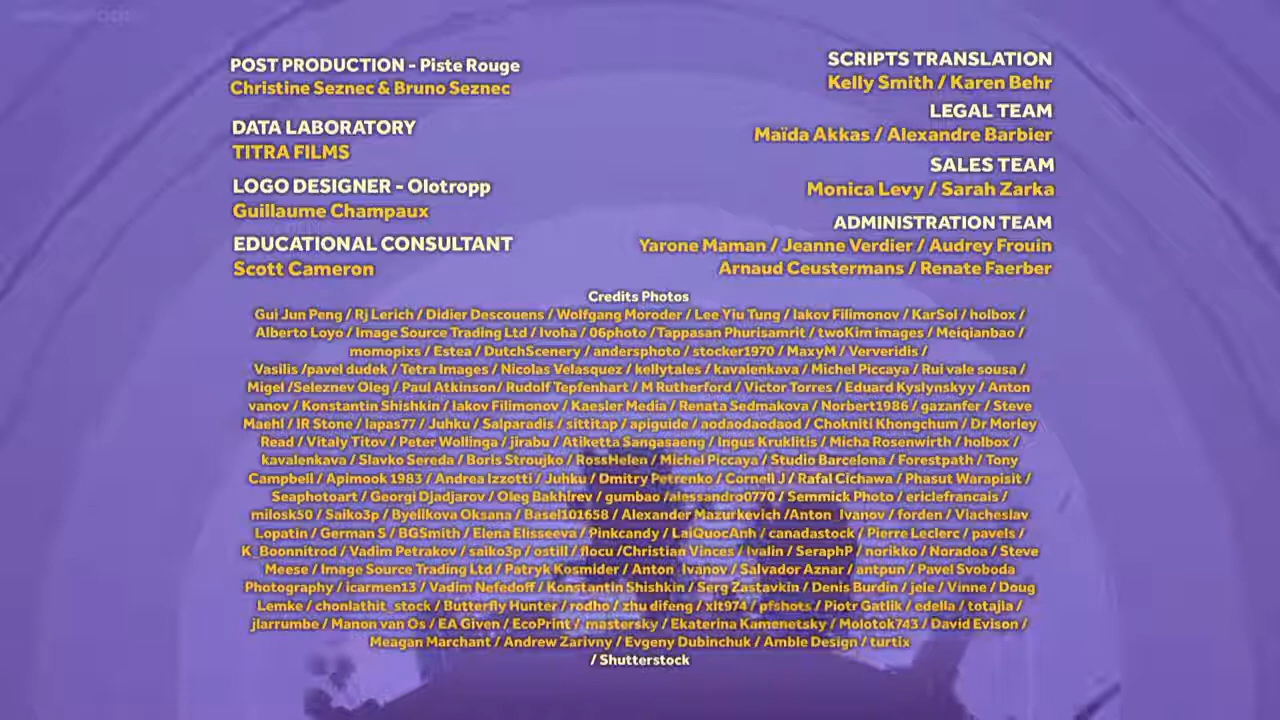 POST PRODUCTION - Piste Rouge
Christine Seznec & Bruno Seznec
DATA LABORATORY
TITRA FILMS
LOGO DESIGNER - Olotropp
Guillaume Champaux
EDUCATIONAL CONSULTANT
Scott Cameron
SCRIPTS TRANSLATION
Kelly Smith / Karen Behr
LEGAL TEAM
Maïda Akkas / Alexandre Barbier
SALES TEAM
Monica Levy / Sarah Zarka
ADMINISTRATION TEAM
Yarone Maman / Jeanne Verdier / Audrey Frouin
Arnaud Ceustermans / Renate Faerber
Credits Photos
Gui Jun Peng / Rj Lerich / Didier Descouens / Wolfgang Moroder / Lee Yiu Tung / Iakov Filimonov / KarSol / holbox /
Alberto Loyo / Image Source Trading Ltd / Ivoha / 06photo /Tappasan Phurisamrit / twoKim images / Meiqianbao /
momopixs / Estea / DutchScenery / andersphoto / stocker1970 / MaxyM / Ververidis /
Vasilis /pavel dudek / Tetra Images / Nicolas Velasquez / kellytales / kavalenkava / Michel Piccaya / Rui vale sousa /
Migel /Seleznev Oleg / Paul Atkinson/ Rudolf Tepfenhart / M Rutherford / Victor Torres / Eduard Kyslynskyy / Anton
vanov / Konstantin Shishkin / Iakov Filimonov / Kaesler Media / Renata Sedmakova / Norbert1986 / gazanfer / Steve
Maehl / IR Stone / lapas77 / Juhku / Salparadis / sittitap / apiguide / aodaodaodaod / Chokniti Khongchum / Dr Morley
Read / Vitaly Titov / Peter Wollinga / jirabu / Atiketta Sangasaeng / Ingus Kruklitis / Micha Rosenwirth / holbox /
kavalenkava / Slavko Sereda / Boris Stroujko / RossHelen / Michel Piccaya / Studio Barcelona / Forestpath / Tony
Campbell / Apimook 1983 / Andrea Izzotti / Juhku / Dmitry Petrenko / Cornell J / Rafal Cichawa / Phasut Warapisit /
Seaphotoart / Georgi Djadjarov / Oleg Bakhirev / gumbao /alessandro0770 / Semmick Photo / ericlefrancais /
milosk50 / Saiko3p / Byelikova Oksana / Basel101658 / Alexander Mazurkevich /Anton_Ivanov / forden / Viacheslav
Lopatin / German S / BGSmith / Elena Elisseeva / Pinkcandy / LaiQuocAnh / canadastock / Pierre Leclerc / pavels /
K_Boonnitrod / Vadim Petrakov / saiko3p / ostill / flocu /Christian Vinces / Ivalin / SeraphP / norikko / Noradoa / Steve
Meese / Image Source Trading Ltd / Patryk Kosmider / Anton_Ivanov / Salvador Aznar / antpun / Pavel Svoboda
Photography / icarmen13 / Vadim Nefedoff / Konstantin Shishkin / Serg Zastavkin / Denis Burdin / jele / Vinne / Doug
Lemke / chonlathit_stock / Butterfly Hunter / rodho / zhu difeng / xlt974 / pfshots / Piotr Gatlik / edella / totajla /
jlarrumbe / Manon van Os / EA Given / EcoPrint / mastersky / Ekaterina Kamenetsky / Molotok743 / David Evison /
Meagan Marchant / Andrew Zarivny / Evgeny Dubinchuk / Amble Design / turtix
/ Shutterstock